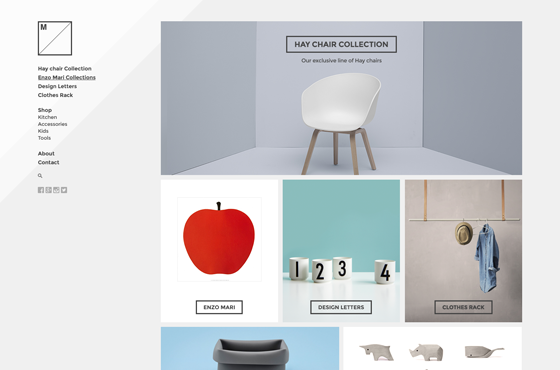 M
Hay chair Collection
Enzo Mari Collections
Design Letters
Clothes Rack
Shop
Kitchen
Accessories
Kids
Tools
About
Contact
HAY CHAIR COLLECTION
Our exclusive line of Hay chairs
1 2 3 4
ENZO MARI
DESIGN LETTERS
CLOTHES RACK